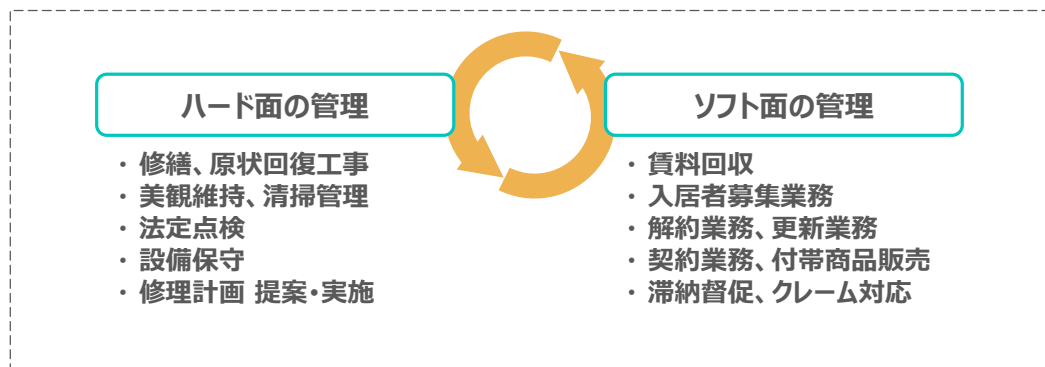 ハード面の管理
・ 修繕、原状回復工事
・ 美観維持、清掃管理
・ 法定点検
・ 設備保守
・ 修理計画 提案・実施
ソフト面の管理
・ 賃料回収
・ 入居者募集業務
・ 解約業務、更新業務
・ 契約業務、付帯商品販売
・ 滞納督促、クレーム対応